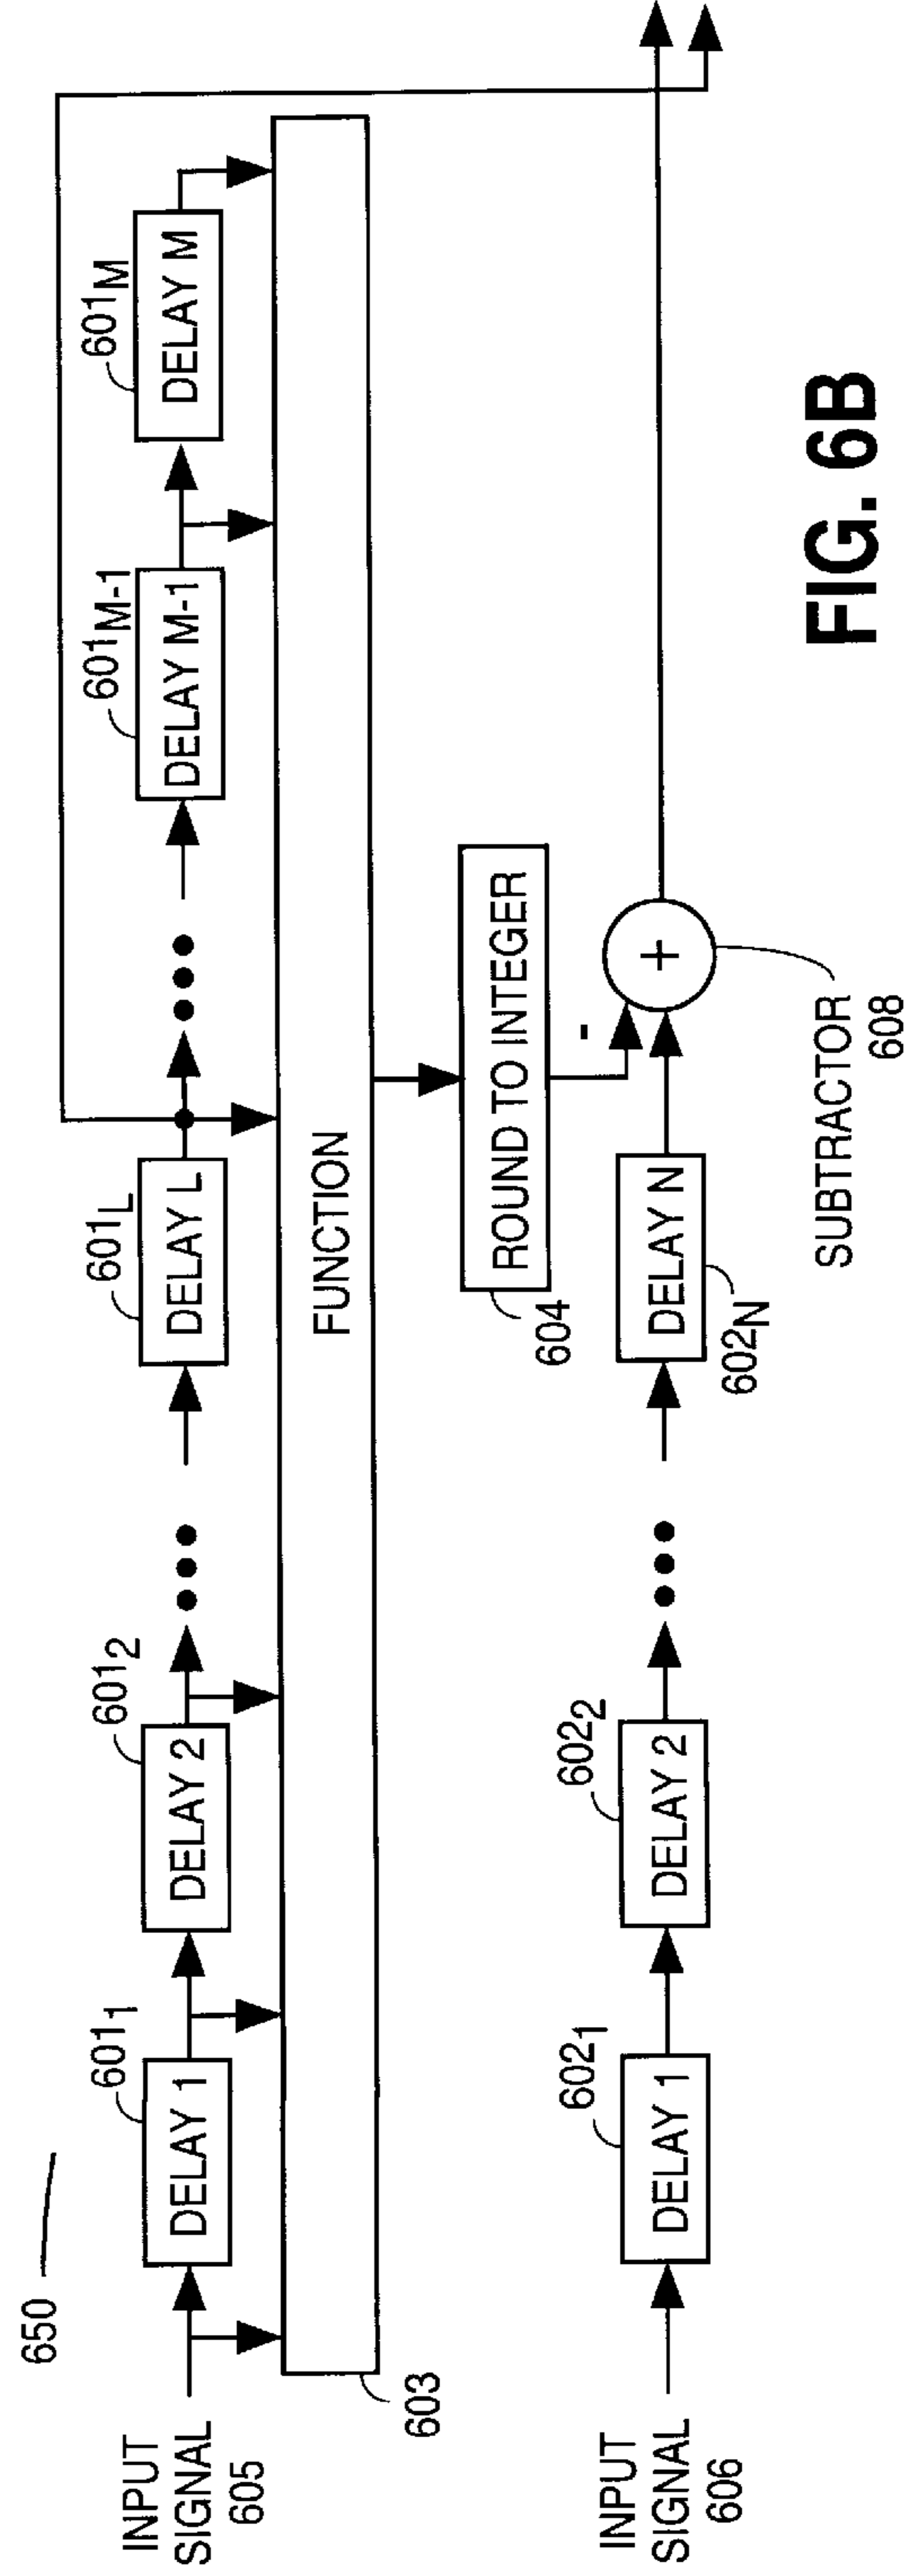 650
601₁
601₂
601L
601M-1
601M
INPUT
SIGNAL
605
DELAY 1
DELAY 2
DELAY L
DELAY M-1
DELAY M
FUNCTION
603
604
ROUND TO INTEGER
-
602₁
602₂
INPUT
SIGNAL
606
DELAY 1
DELAY 2
DELAY N
+
602N
SUBTRACTOR
608
FIG. 6B